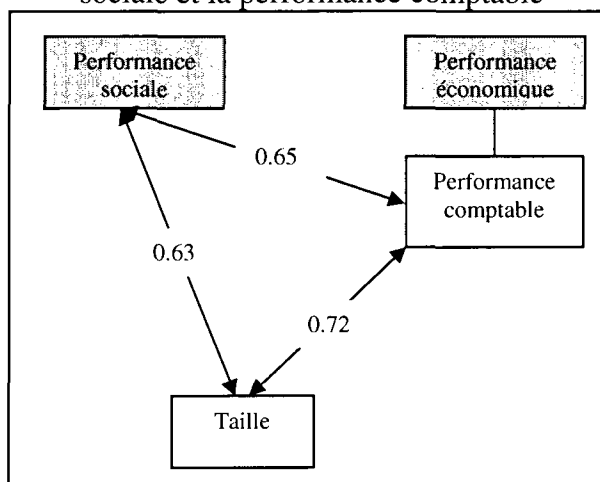 sociale et la performance comptable
Performance
sociale
Performance
économique
0.65
Performance
comptable
0.63
0.72
Taille